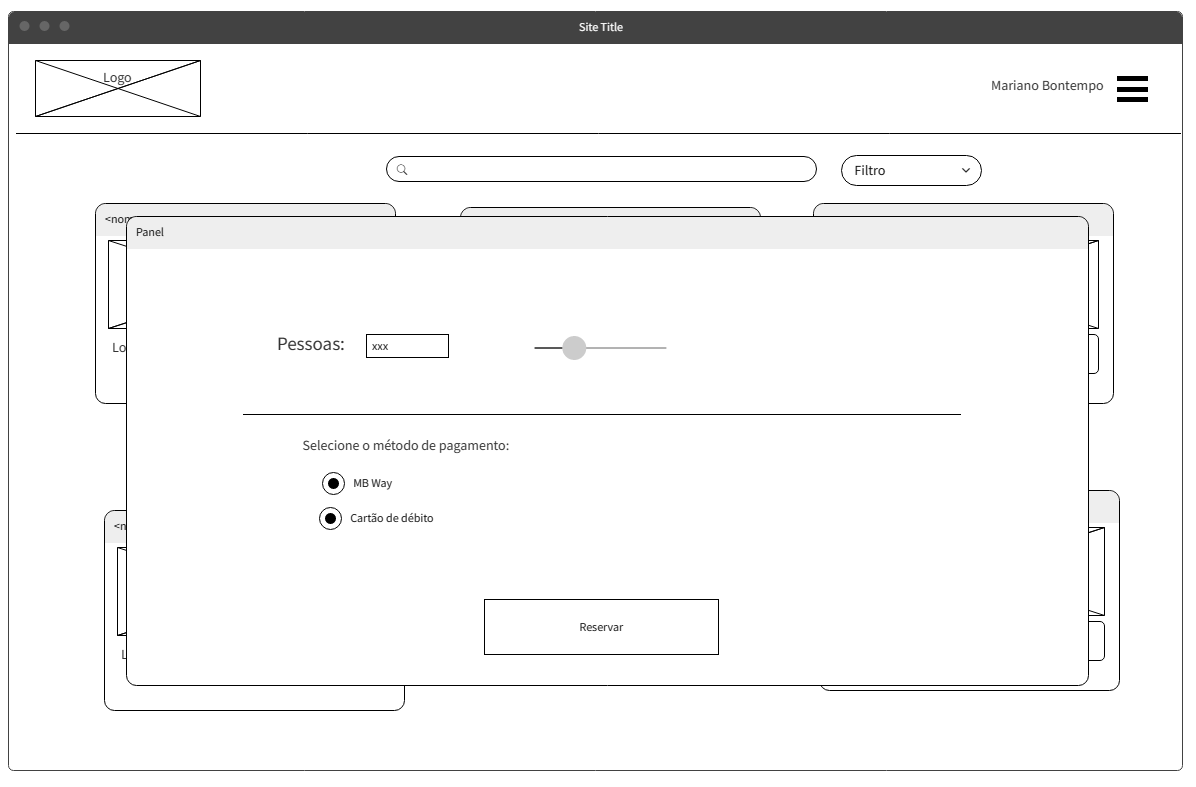 Site Title
Logo
Mariano Bontempo
Filtro
Panel
Pessoas:
xxx
Selecione o método de pagamento:
MB Way
Cartão de débito
Reservar